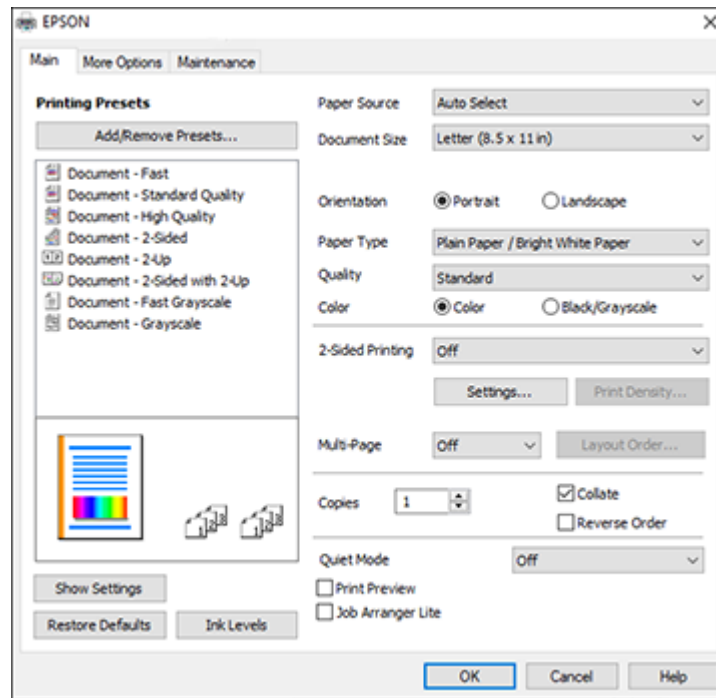 EPSON
Main
More Options
Maintenance
Printing Presets
Add/Remove Presets...
Document - Fast
Document - Standard Quality
Document - High Quality
Document - 2-Sided
Document - 2-Up
Document - 2-Sided with 2-Up
Document - Fast Grayscale
Document - Grayscale
Show Settings
Restore Defaults
Ink Levels
Paper Source
Auto Select
Document Size
Letter (8.5 x 11 in)
Orientation
Portrait
Landscape
Paper Type
Plain Paper / Bright White Paper
Quality
Standard
Color
Color
Black/Grayscale
2-Sided Printing
Off
Settings...
Print Density...
Multi-Page
Off
Layout Order...
Copies
1
Collate
Reverse Order
Quiet Mode
Off
Print Preview
Job Arranger Lite
OK
Cancel
Help